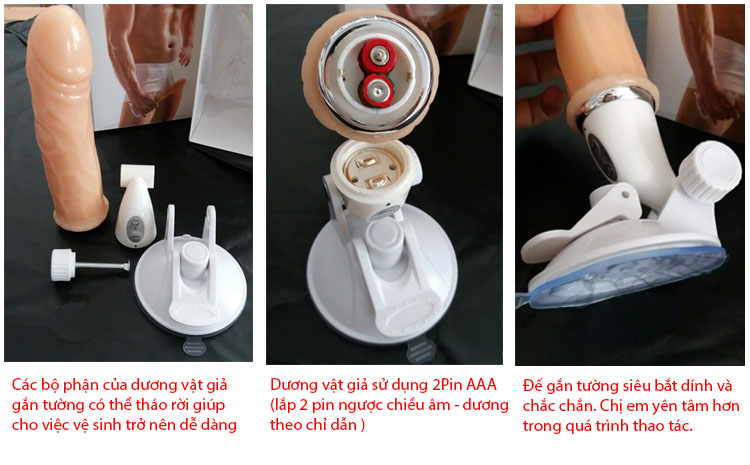 Các bộ phận của dương vật giả
gắn tường có thể tháo rời giúp
cho việc vệ sinh trở nên dễ dàng
Dương vật giả sử dụng 2Pin AAA
(lắp 2 pin ngược chiều âm - dương
theo chỉ dẫn )
Đế gắn tường siêu bắt dính và
chắc chắn. Chị em yên tâm hơn
trong quá trình thao tác.